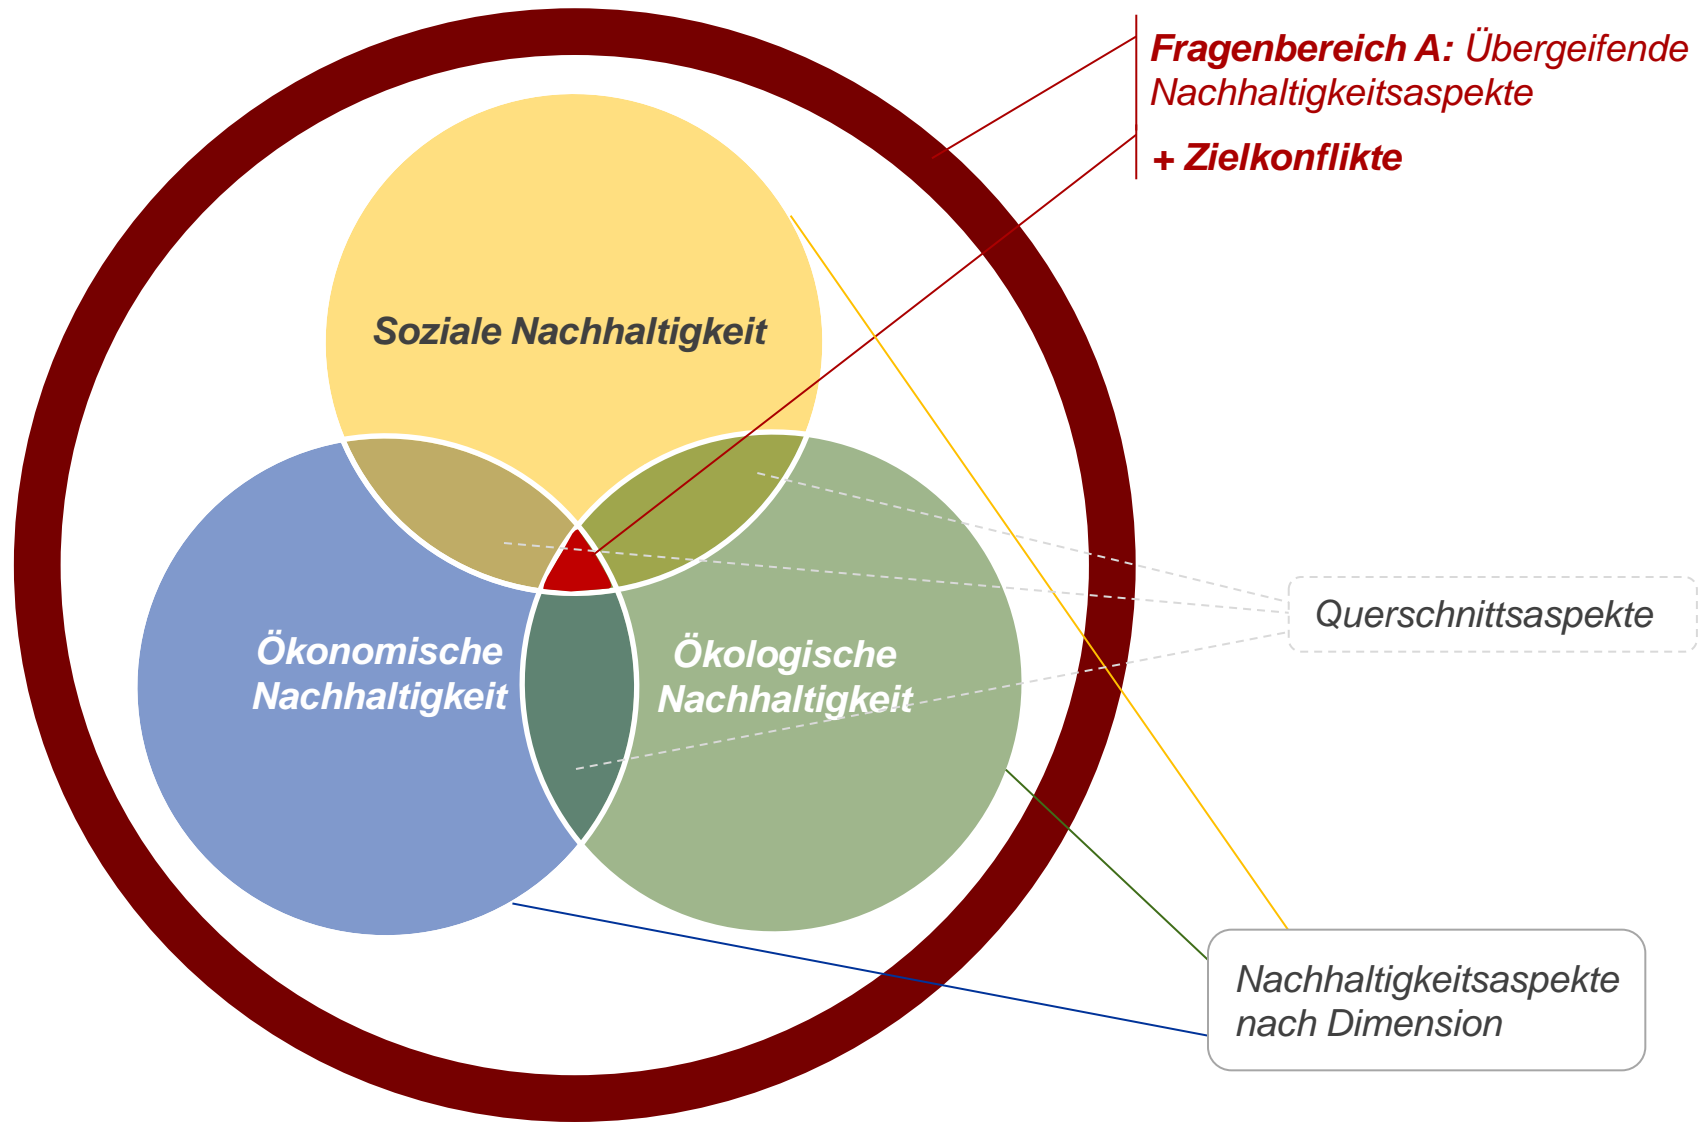 Fragenbereich A: Übergeifende
Nachhaltigkeitsaspekte
+ Zielkonflikte
Soziale Nachhaltigkeit
Ökonomische
Nachhaltigkeit
Ökologische
Nachhaltigkeit
Querschnittsaspekte
Nachhaltigkeitsaspekte
nach Dimension